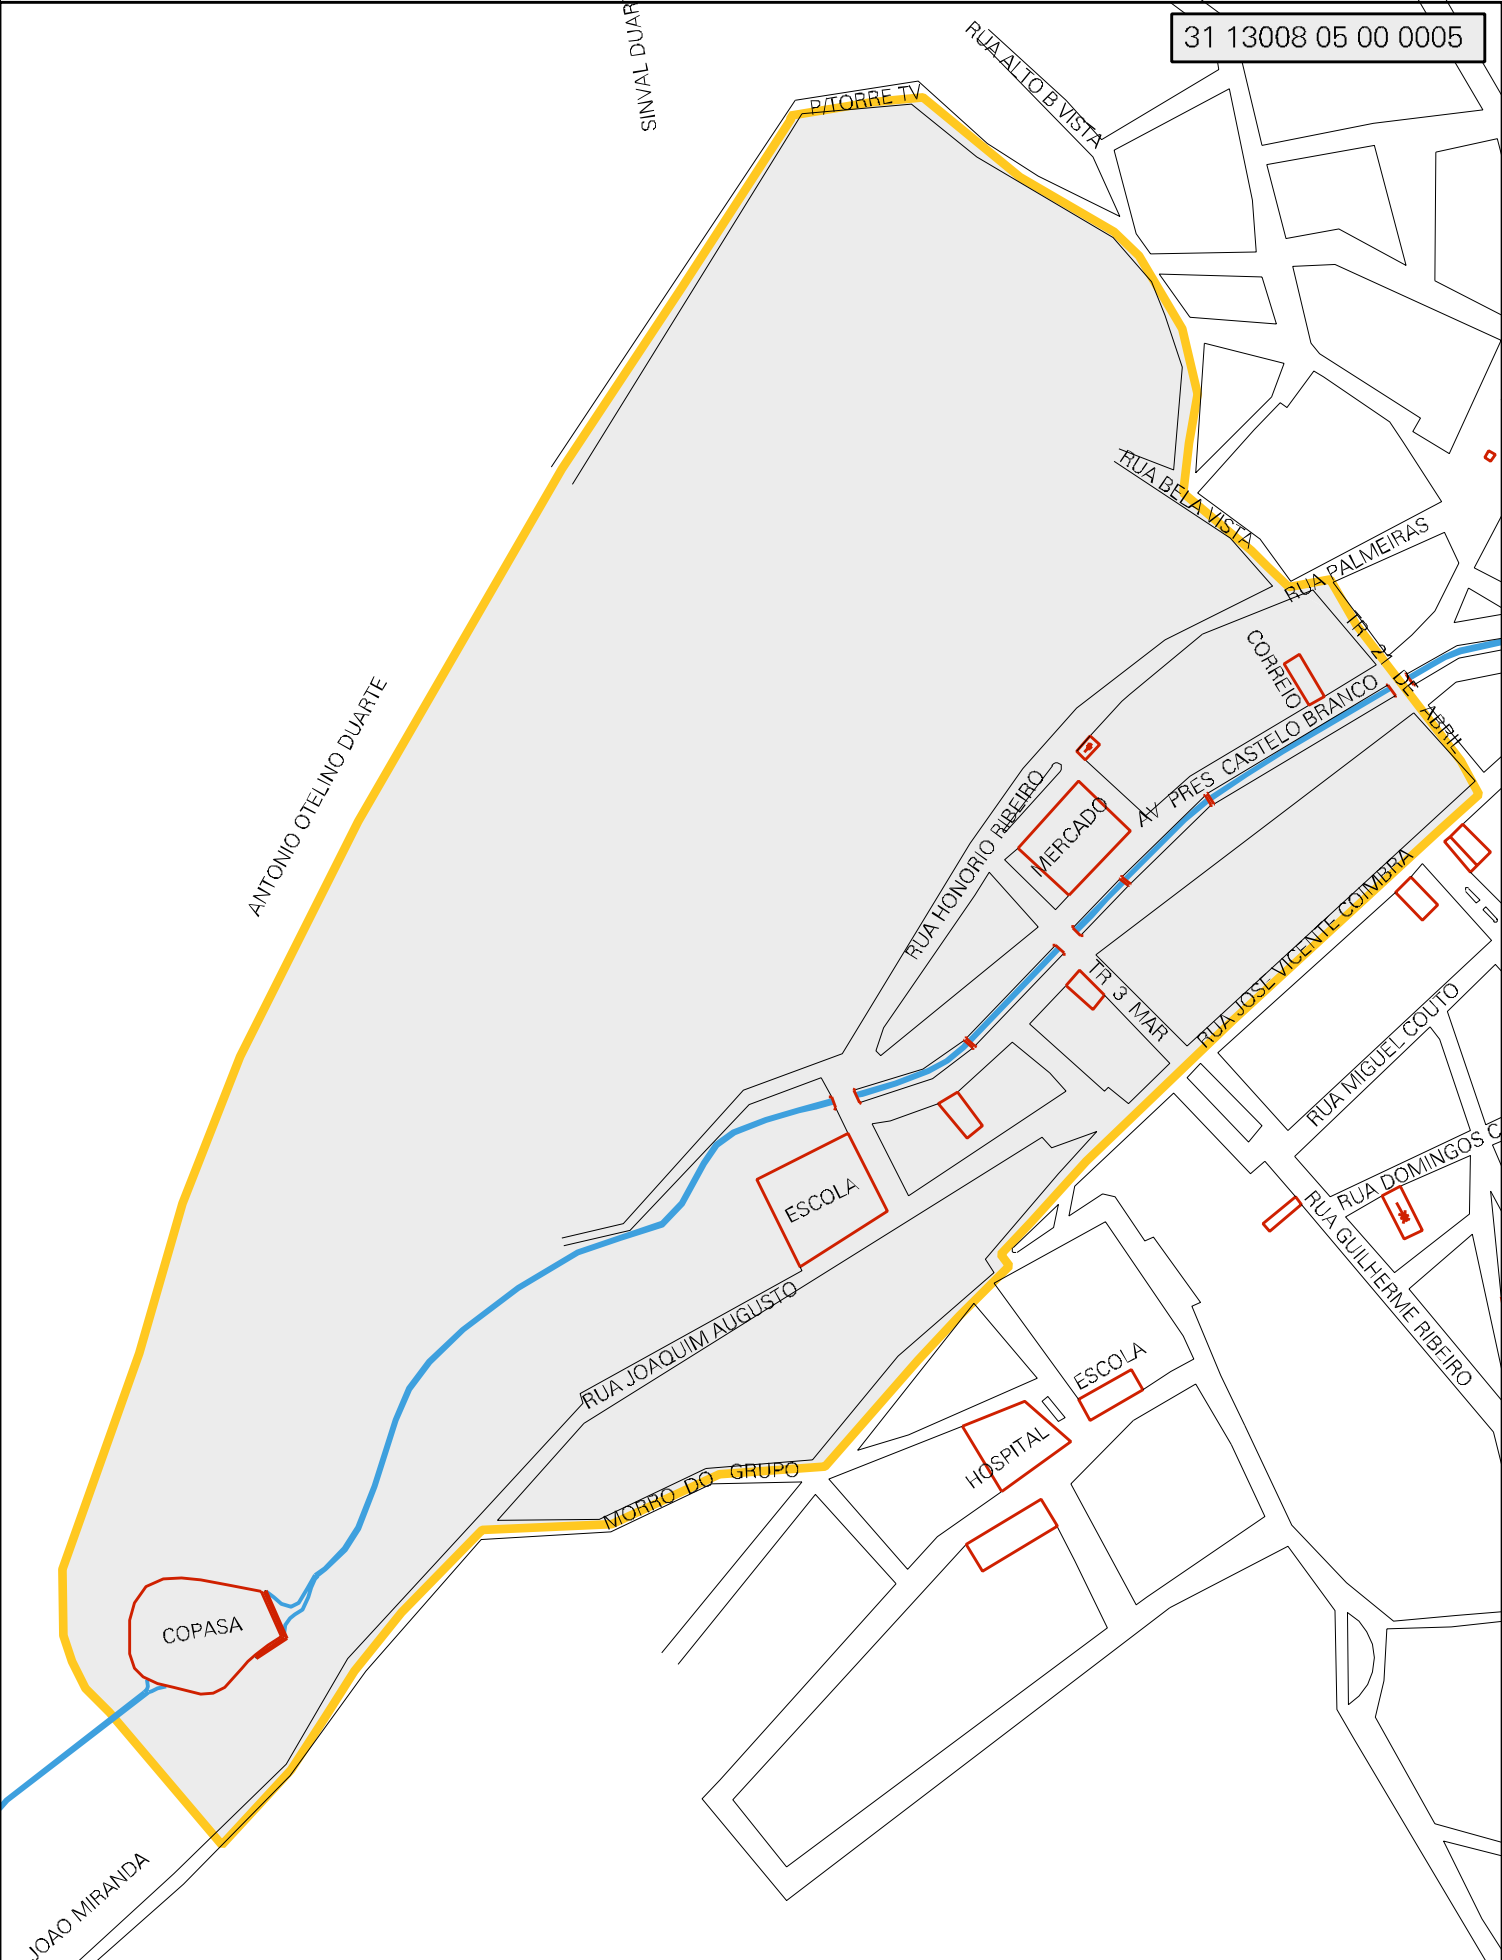 31 13008 05 00 0005
SINVAL DUAR
RUA ALTO B VISTA
P/TORRE TV
RUA BELA VISTA
RUA PALMEIRAS
TR 21 DE ABRIL
CORREIO
AV PRES CASTELO BRANCO
ANTONIO OTELINO DUARTE
RUA HONORIO RIBEIRO
MERCADO
TR 3 MAR
RUA JOSE VICENTE COIMBRA
RUA MIGUEL COUTO
RUA DOMINGOS C
RUA GUILHERME RIBEIRO
ESCOLA
RUA JOAQUIM AUGUSTO
ESCOLA
HOSPITAL
MORRO DO GRUPO
COPASA
JOAO MIRANDA